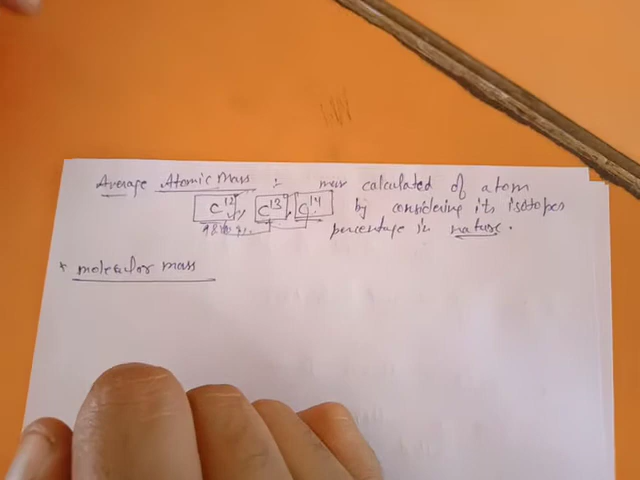 Average Atomic Mass :- mass calculated of atom
C12, C13, C14 by considering its isotopes
percentage in nature.
* molecular mass